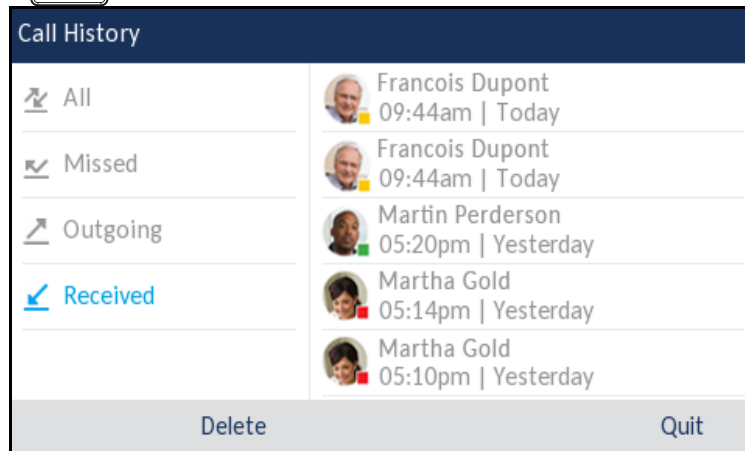 Call History
All
Missed
Outgoing
Received
Francois Dupont
09:44am | Today
Francois Dupont
09:44am | Today
Martin Perderson
05:20pm | Yesterday
Martha Gold
05:14pm | Yesterday
Martha Gold
05:10pm | Yesterday
Delete
Quit